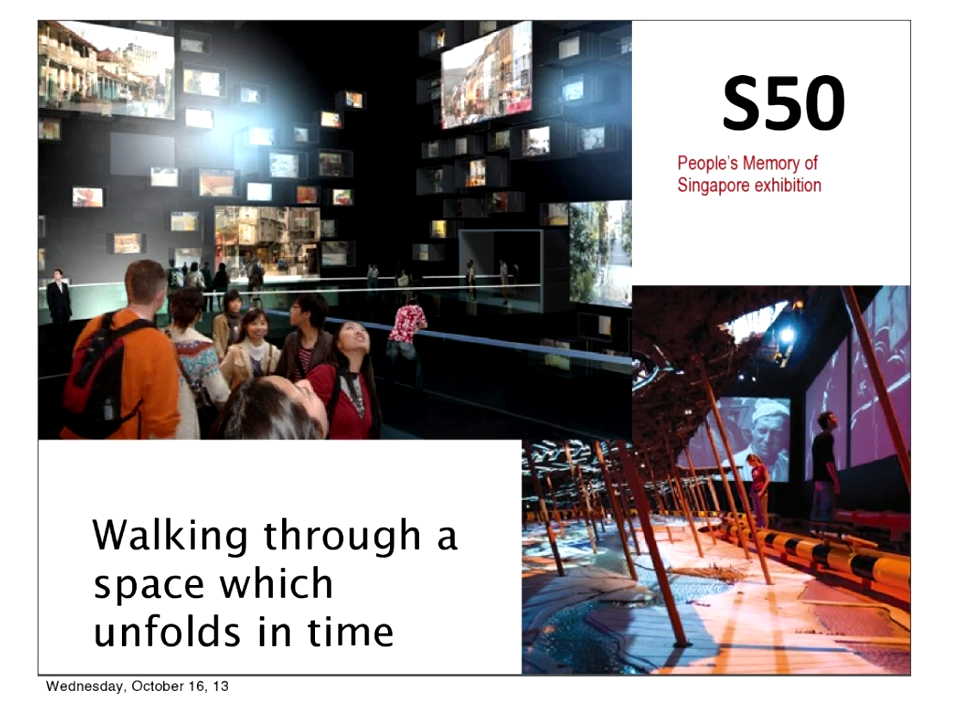 S50
People's Memory of
Singapore exhibition
Walking through a
space which
unfolds in time
Wednesday, October 16, 13